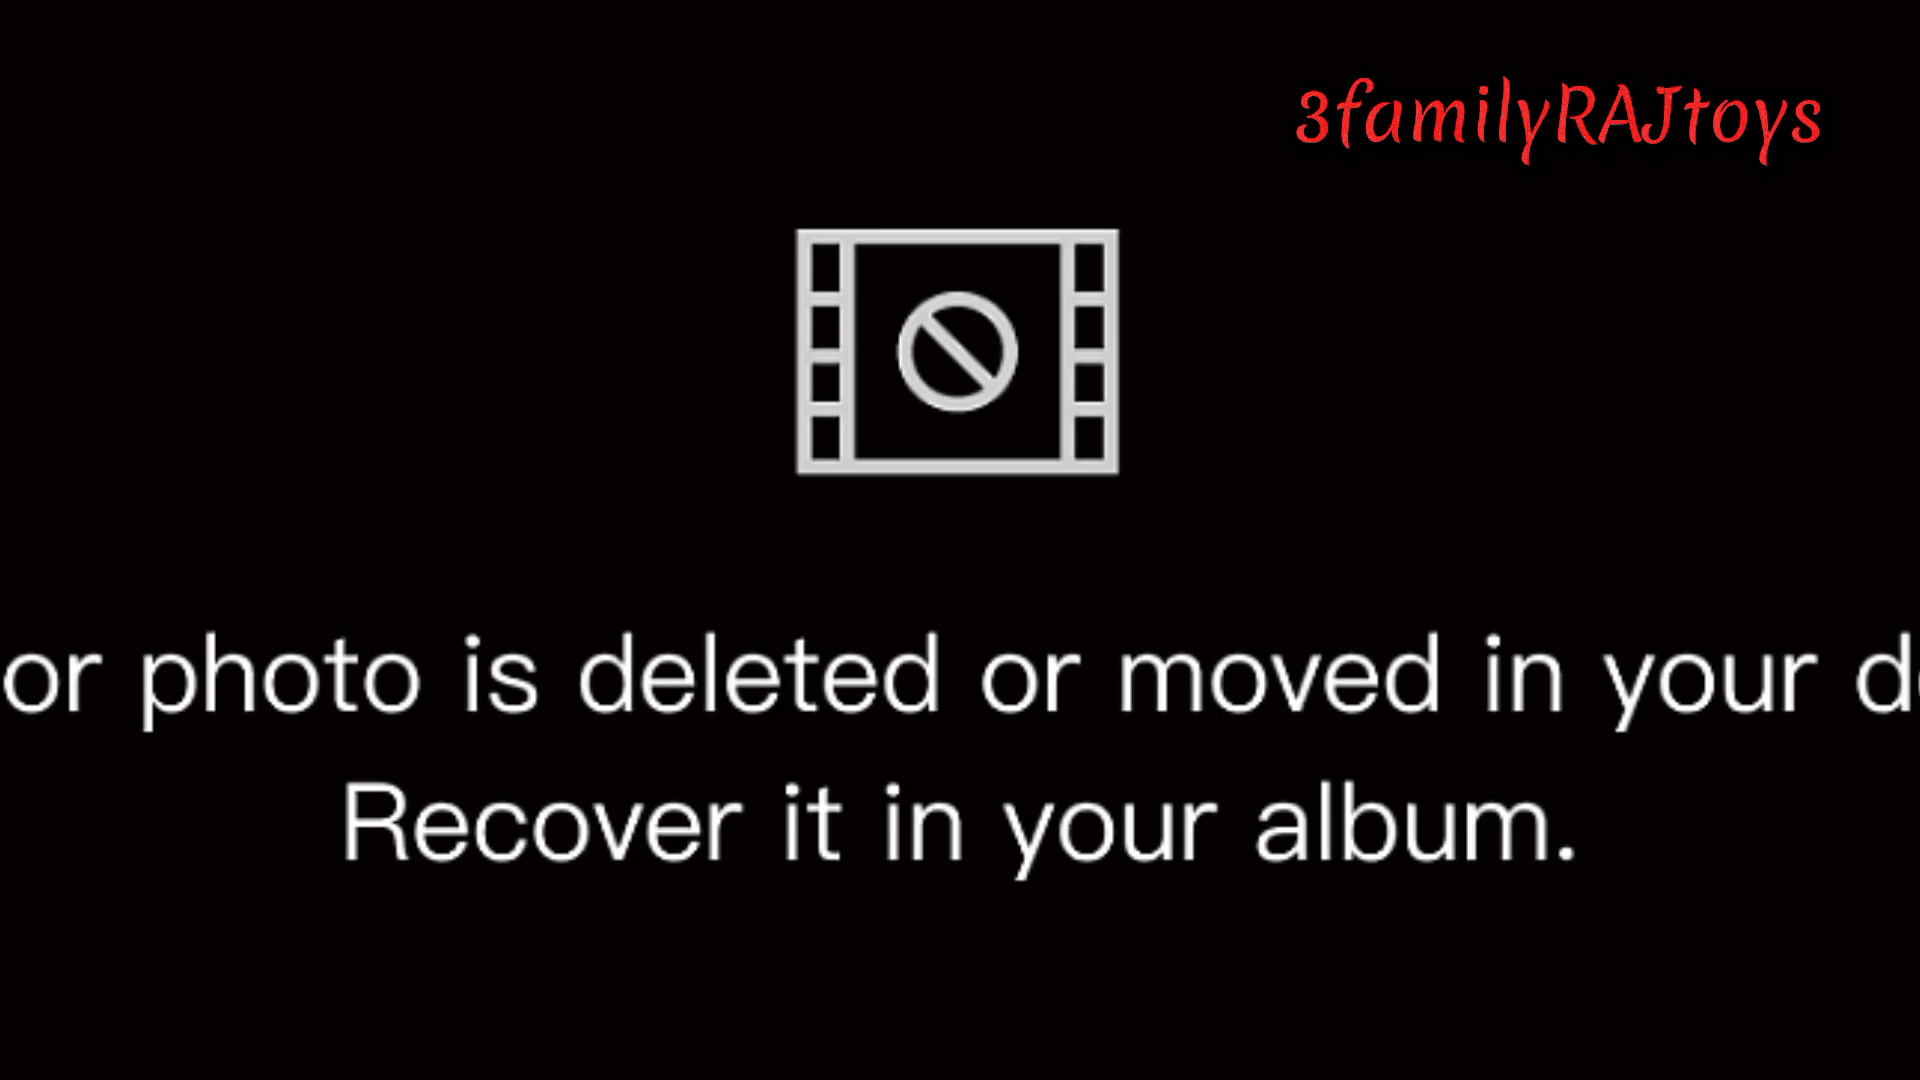 3familyRAJtoys
or photo is deleted or moved in your
Recover it in your album.